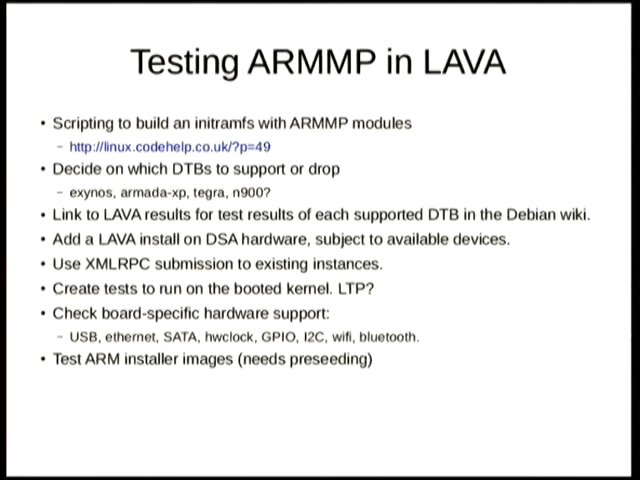 Testing ARMMP in LAVA
• Scripting to build an initramfs with ARMMP modules
– http://linux.codehelp.co.uk/?p=49
• Decide on which DTBs to support or drop
– exynos, armada-xp, tegra, n900?
• Link to LAVA results for test results of each supported DTB in the Debian wiki.
• Add a LAVA install on DSA hardware, subject to available devices.
• Use XMLRPC submission to existing instances.
• Create tests to run on the booted kernel. LTP?
• Check board-specific hardware support:
– USB, ethernet, SATA, hwclock, GPIO, I2C, wifi, bluetooth.
• Test ARM installer images (needs preseeding)